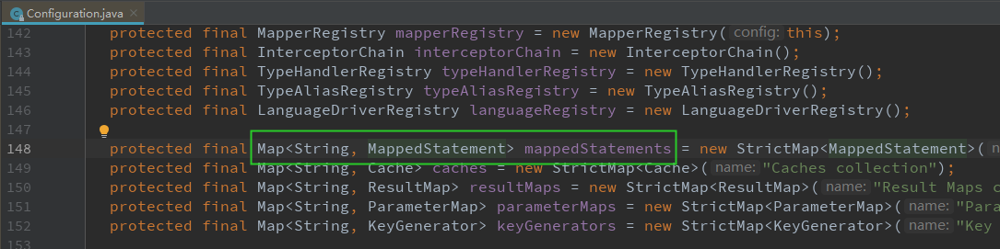 Configuration.java
142 protected final MapperRegistry mapperRegistry = new MapperRegistry( config: this);
143 protected final InterceptorChain interceptorChain = new InterceptorChain();
144 protected final TypeHandlerRegistry typeHandlerRegistry = new TypeHandlerRegistry();
145 protected final TypeAliasRegistry typeAliasRegistry = new TypeAliasRegistry();
146 protected final LanguageDriverRegistry languageRegistry = new LanguageDriverRegistry();
147
148 protected final Map<String, MappedStatement> mappedStatements = new StrictMap<MappedStatement>(
149 protected final Map<String, Cache> caches = new StrictMap<Cache>( name: "Caches collection");
150 protected final Map<String, ResultMap> resultMaps = new StrictMap<ResultMap>( name: "Result Maps c
151 protected final Map<String, ParameterMap> parameterMaps = new StrictMap<ParameterMap>( name: "Para
152 protected final Map<String, KeyGenerator> keyGenerators = new StrictMap<KeyGenerator>( name: "Key
153